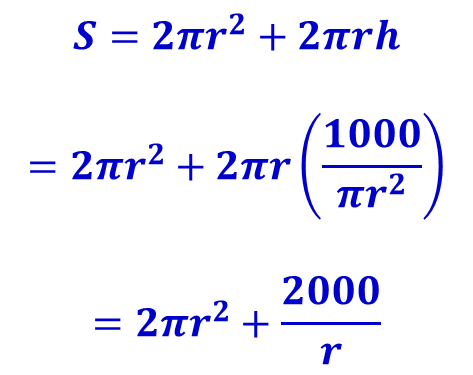 S = 2πr² + 2πrh
= 2πr² + 2πr (1000/πr²)
= 2πr² + 2000/r